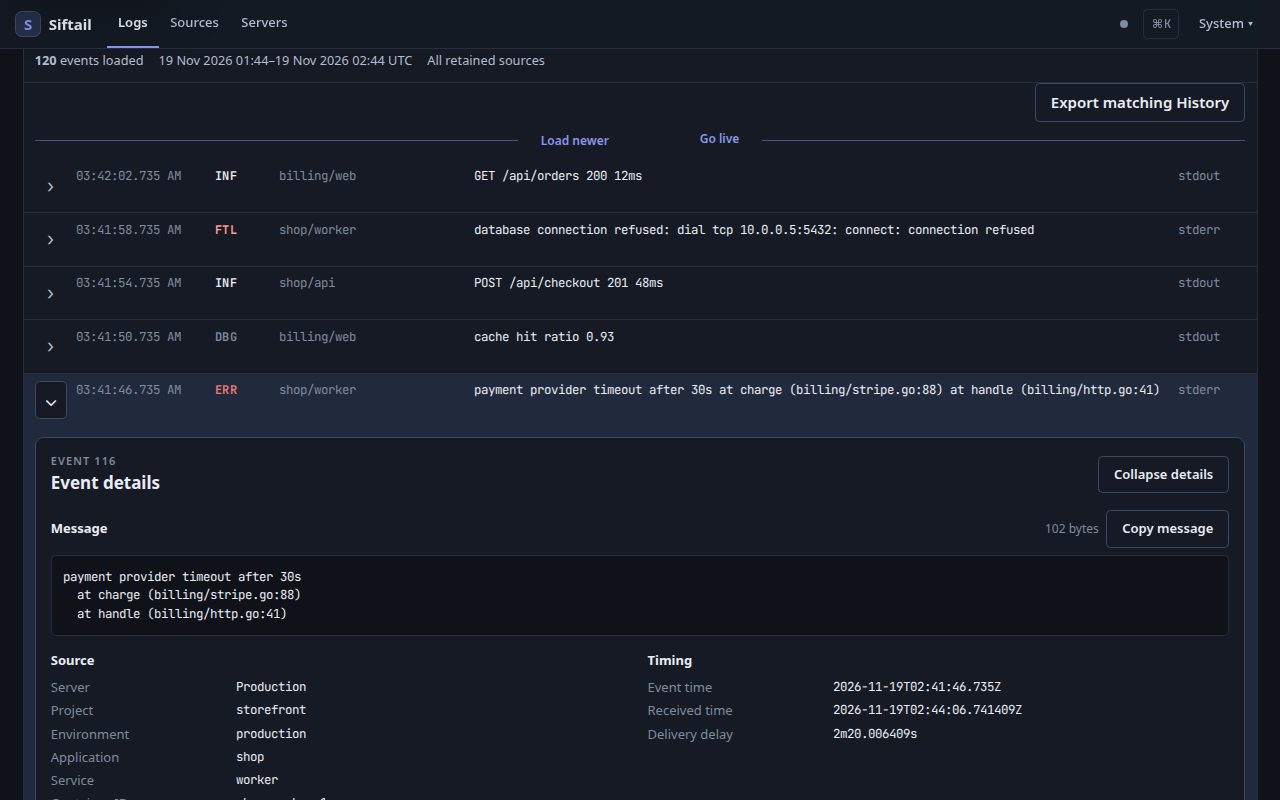 S Siftail Logs Sources Servers ⌘K System ▾
120 events loaded 19 Nov 2026 01:44–19 Nov 2026 02:44 UTC All retained sources
Export matching History
Load newer Go live
03:42:02.735 AM INF billing/web GET /api/orders 200 12ms stdout
03:41:58.735 AM FTL shop/worker database connection refused: dial tcp 10.0.0.5:5432: connect: connection refused stderr
03:41:54.735 AM INF shop/api POST /api/checkout 201 48ms stdout
03:41:50.735 AM DBG billing/web cache hit ratio 0.93 stdout
03:41:46.735 AM ERR shop/worker payment provider timeout after 30s at charge (billing/stripe.go:88) at handle (billing/http.go:41) stderr
EVENT 116
Event details
Collapse details
Message 102 bytes Copy message
payment provider timeout after 30s
at charge (billing/stripe.go:88)
at handle (billing/http.go:41)
Source
Server Production
Project storefront
Environment production
Application shop
Service worker
Timing
Event time 2026-11-19T02:41:46.735Z
Received time 2026-11-19T02:44:06.741409Z
Delivery delay 2m20.006409s